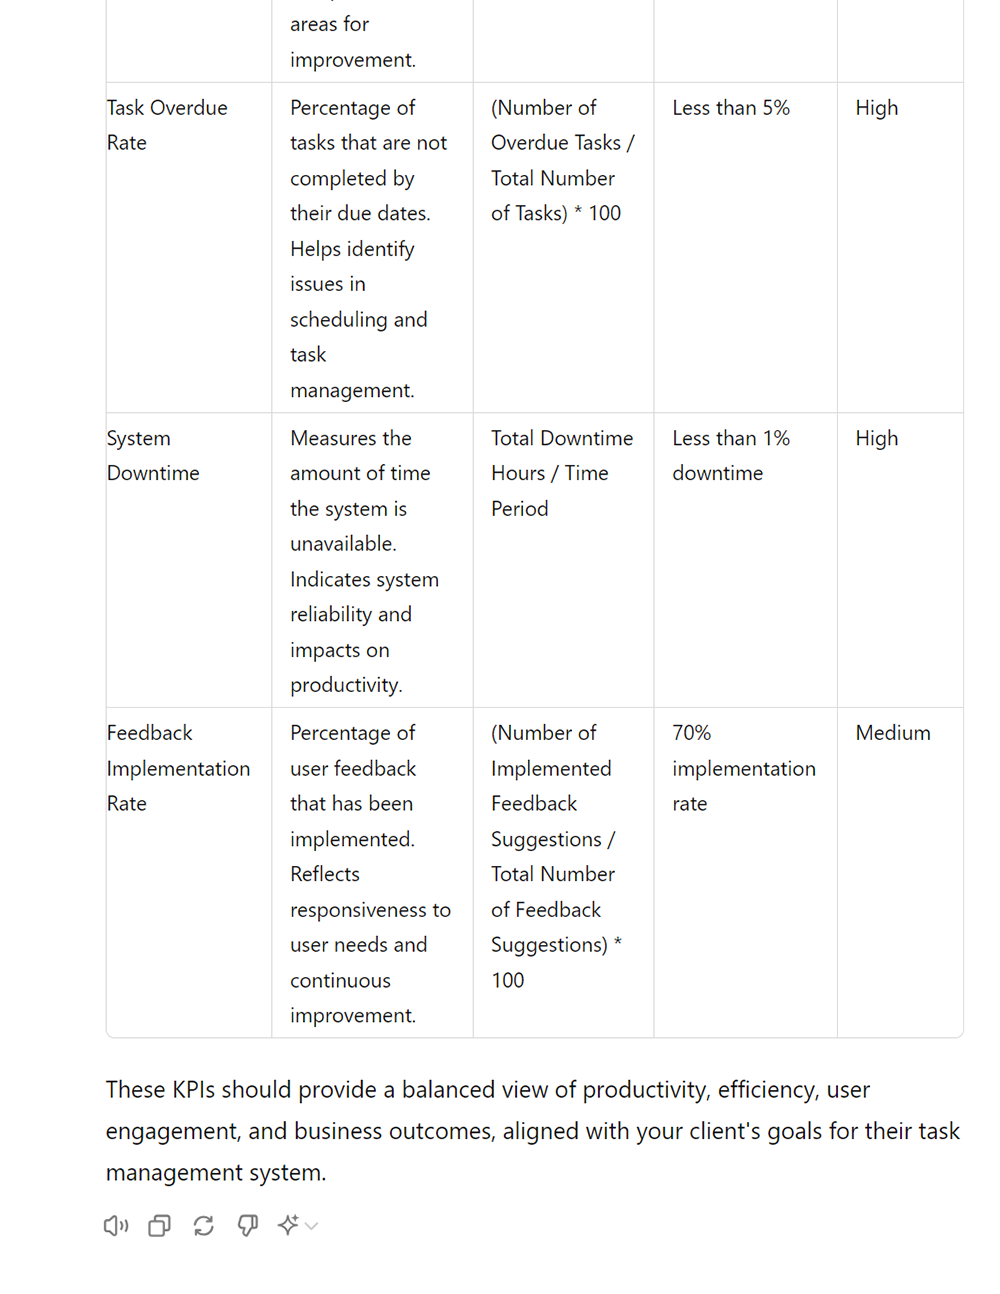 areas for
improvement.
Task Overdue
Rate
Percentage of
tasks that are not
completed by
their due dates.
Helps identify
issues in
scheduling and
task
management.
(Number of
Overdue Tasks /
Total Number
of Tasks) * 100
Less than 5%
High
System
Downtime
Measures the
amount of time
the system is
unavailable.
Indicates system
reliability and
impacts on
productivity.
Total Downtime
Hours / Time
Period
Less than 1%
downtime
High
Feedback
Implementation
Rate
Percentage of
user feedback
that has been
implemented.
Reflects
responsiveness to
user needs and
continuous
improvement.
(Number of
Implemented
Feedback
Suggestions /
Total Number
of Feedback
Suggestions) *
100
70%
implementation
rate
Medium
These KPIs should provide a balanced view of productivity, efficiency, user
engagement, and business outcomes, aligned with your client's goals for their task
management system.